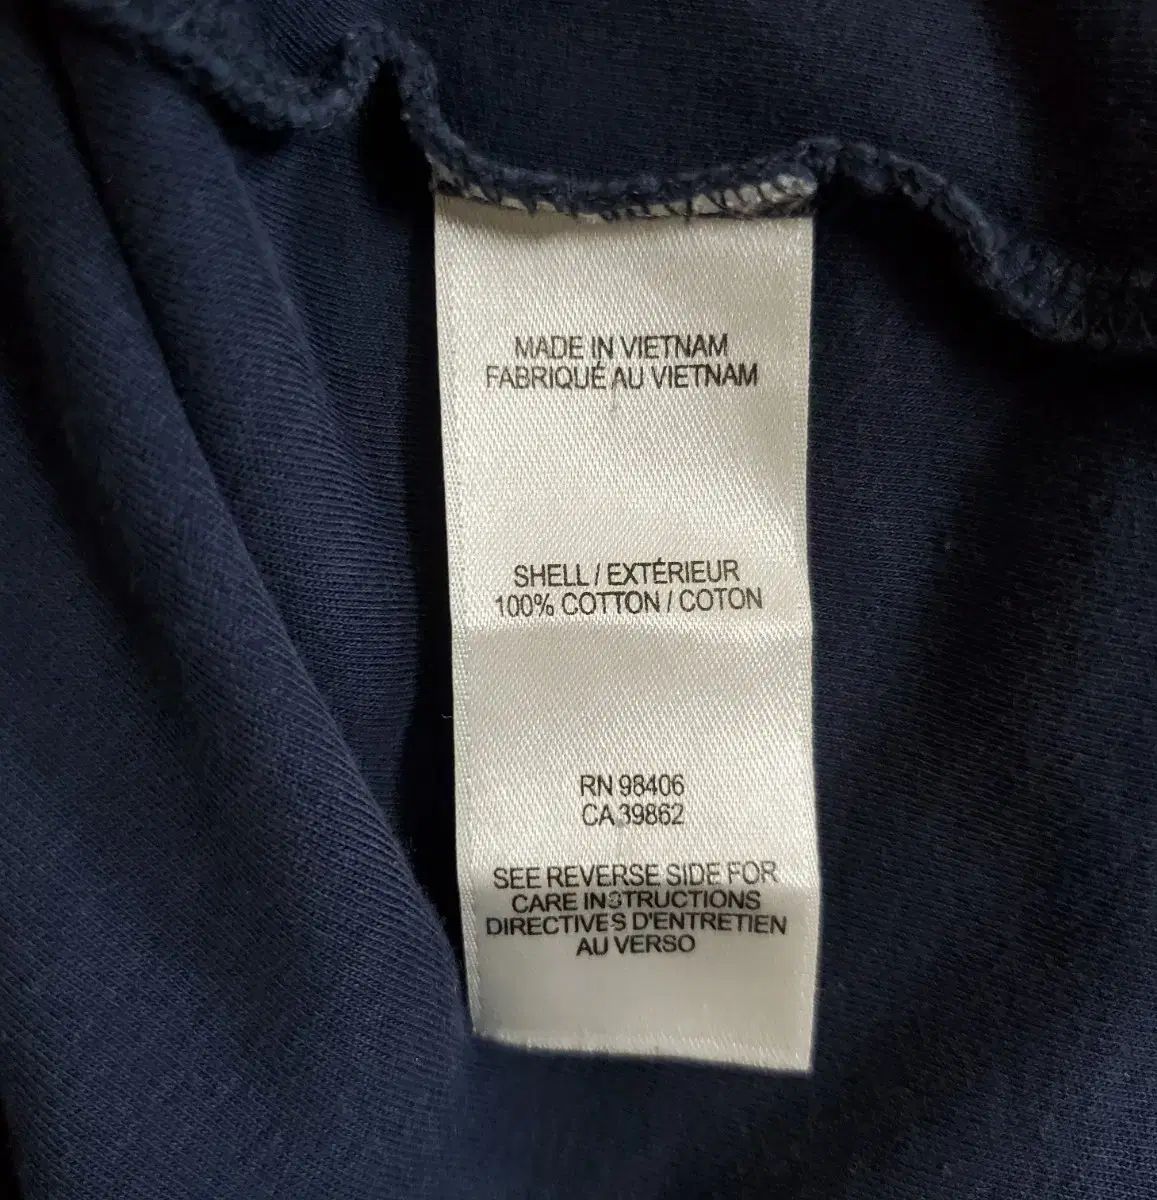 MADE IN VIETNAM
FABRIQUÉ AU VIETNAM
SHELL / EXTÉRIEUR
100% COTTON / COTON
RN 98406
CA 39862
SEE REVERSE SIDE FOR
CARE INSTRUCTIONS
DIRECTIVES D'ENTRETIEN
AU VERSO